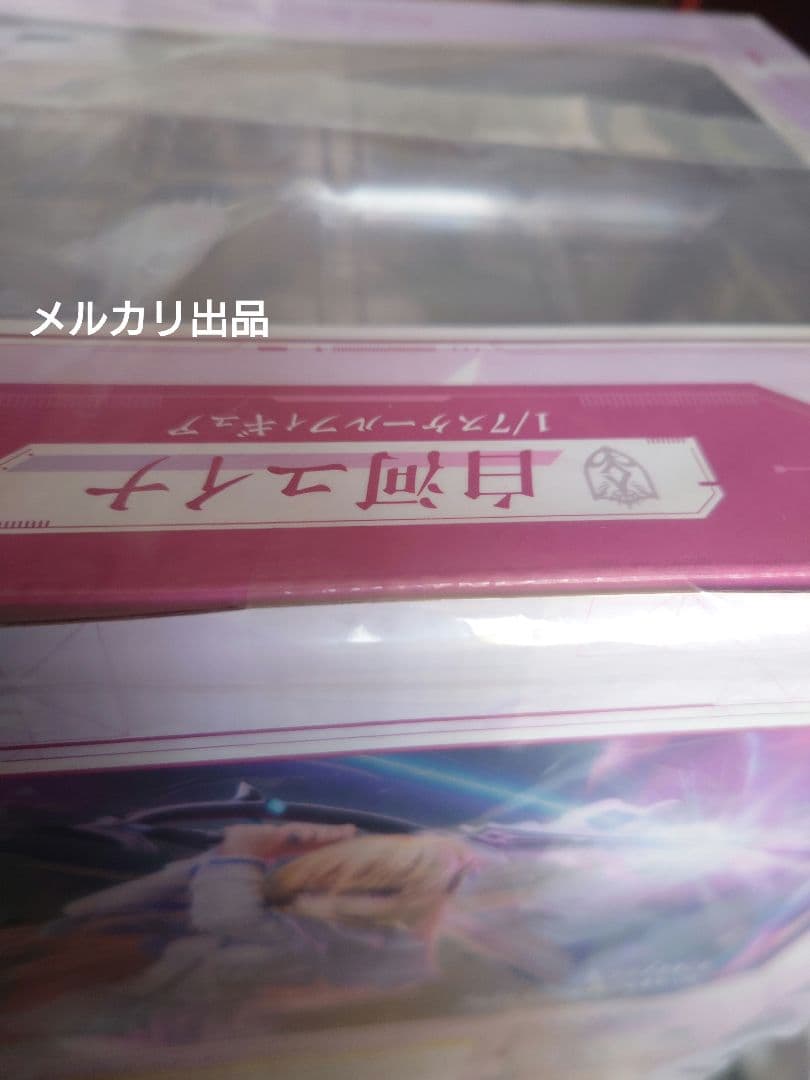 メルカリ出品
1/7スケールフィギュア
白河ユイナ